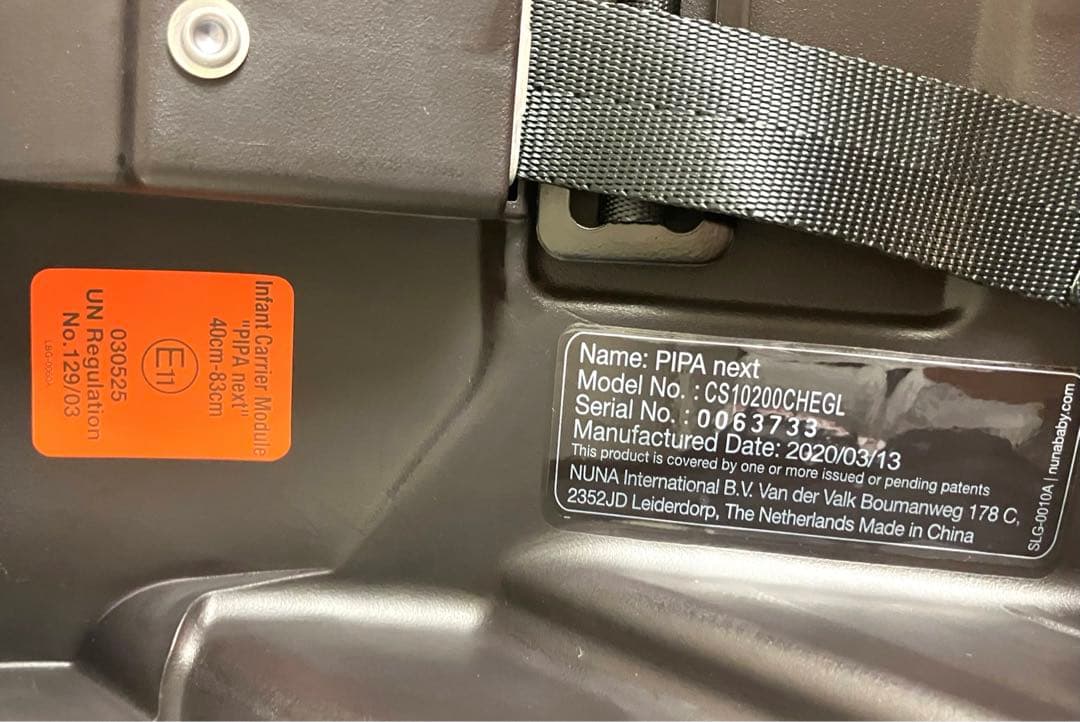 Infant Carrier Module
"PIPA next"
40cm-83cm
E11
030525
UN Regulation
No.129/03
Name: PIPA next
Model No. : CS10200CHEGL
Serial No. : 0063733
Manufactured Date: 2020/03/13
This product is covered by one or more issued or pending patents
NUNA International B.V. Van der Valk Boumanweg 178 C,
2352JD Leiderdorp, The Netherlands Made in China
SLG-0010A | nunababy.com